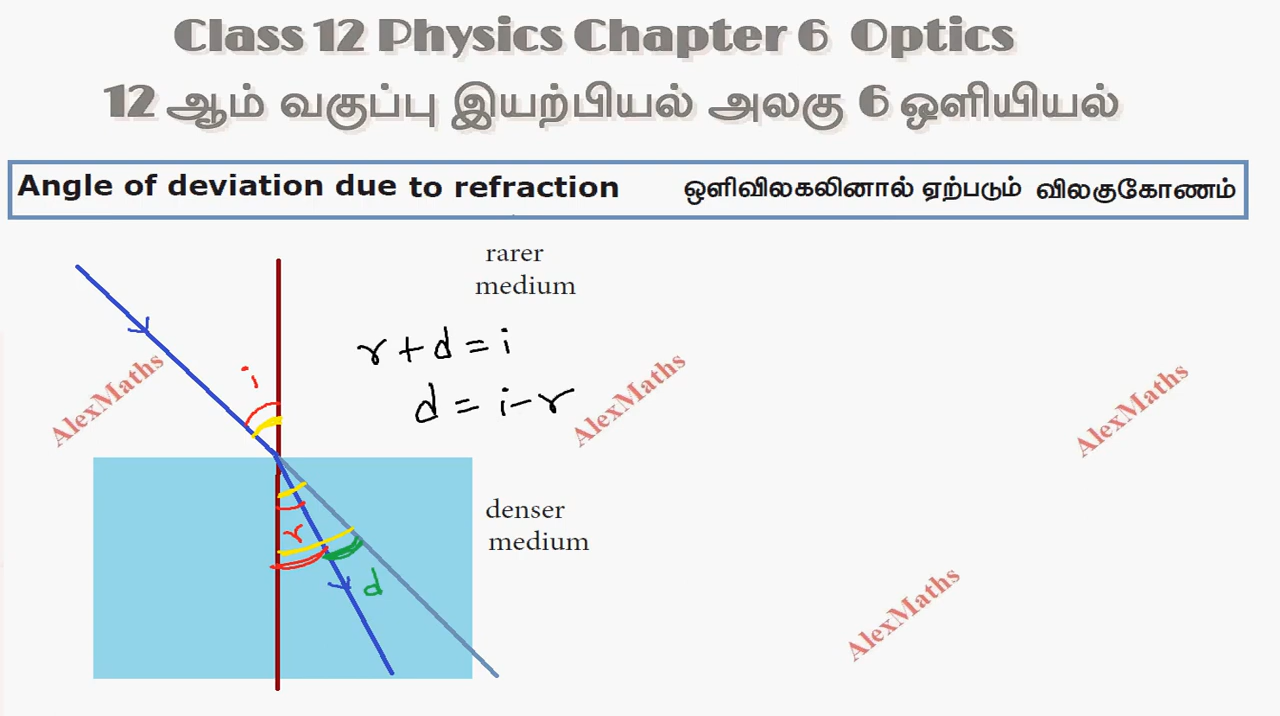 Class 12 Physics Chapter 6 Optics
12 ஆம் வகுப்பு இயற்பியல் அலகு 6 ஒளியியல்
Angle of deviation due to refraction ஒளிவிலகலினால் ஏற்படும் விலகுகோணம்
rarer
medium
r + d = i
i
AlexMaths
AlexMaths
AlexMaths
d = i - r
denser
medium
r
d
AlexMaths